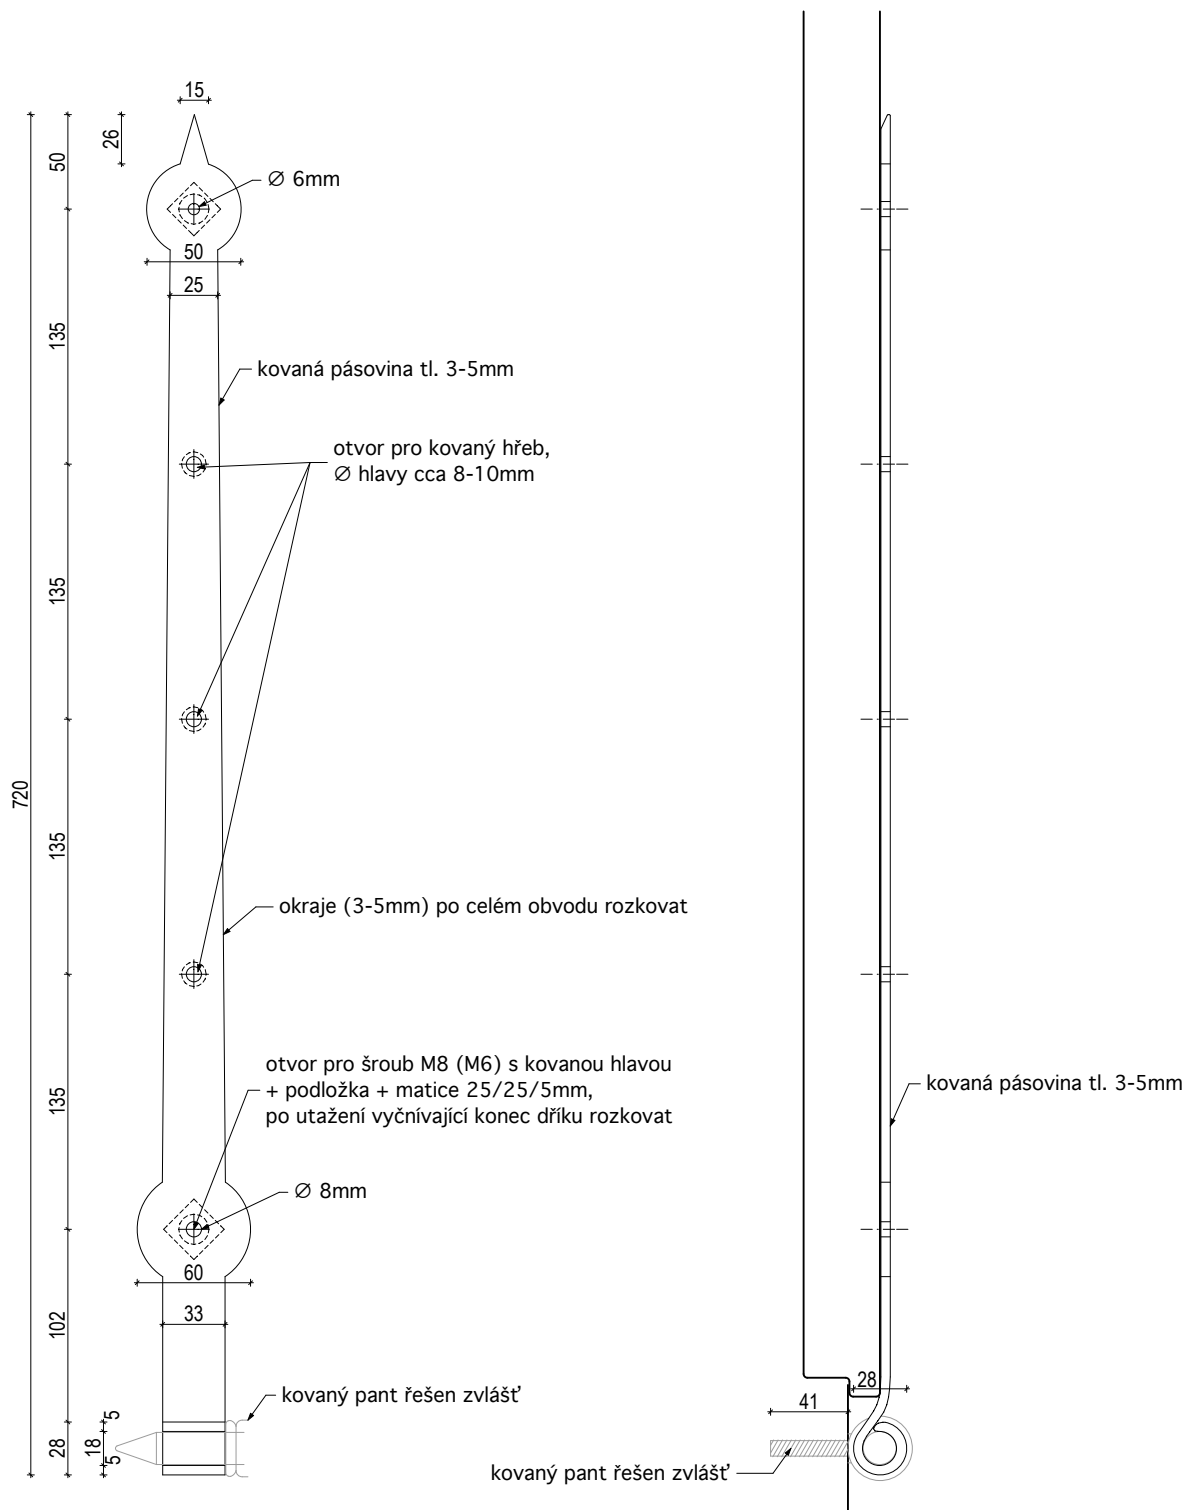 15
26
50
Ø 6mm
50
25
135
kovaná pásovina tl. 3-5mm
otvor pro kovaný hřeb,
Ø hlavy cca 8-10mm
135
720
135
okraje (3-5mm) po celém obvodu rozkovat
135
otvor pro šroub M8 (M6) s kovanou hlavou
+ podložka + matice 25/25/5mm,
po utažení vyčnívající konec dříku rozkovat
kovaná pásovina tl. 3-5mm
Ø 8mm
60
33
102
28
41
kovaný pant řešen zvlášť
5
18
5
28
kovaný pant řešen zvlášť